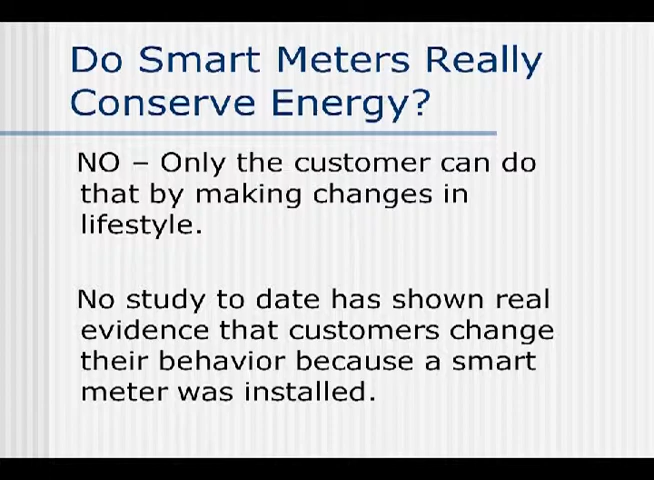 Do Smart Meters Really
Conserve Energy?
NO – Only the customer can do
that by making changes in
lifestyle.
No study to date has shown real
evidence that customers change
their behavior because a smart
meter was installed.